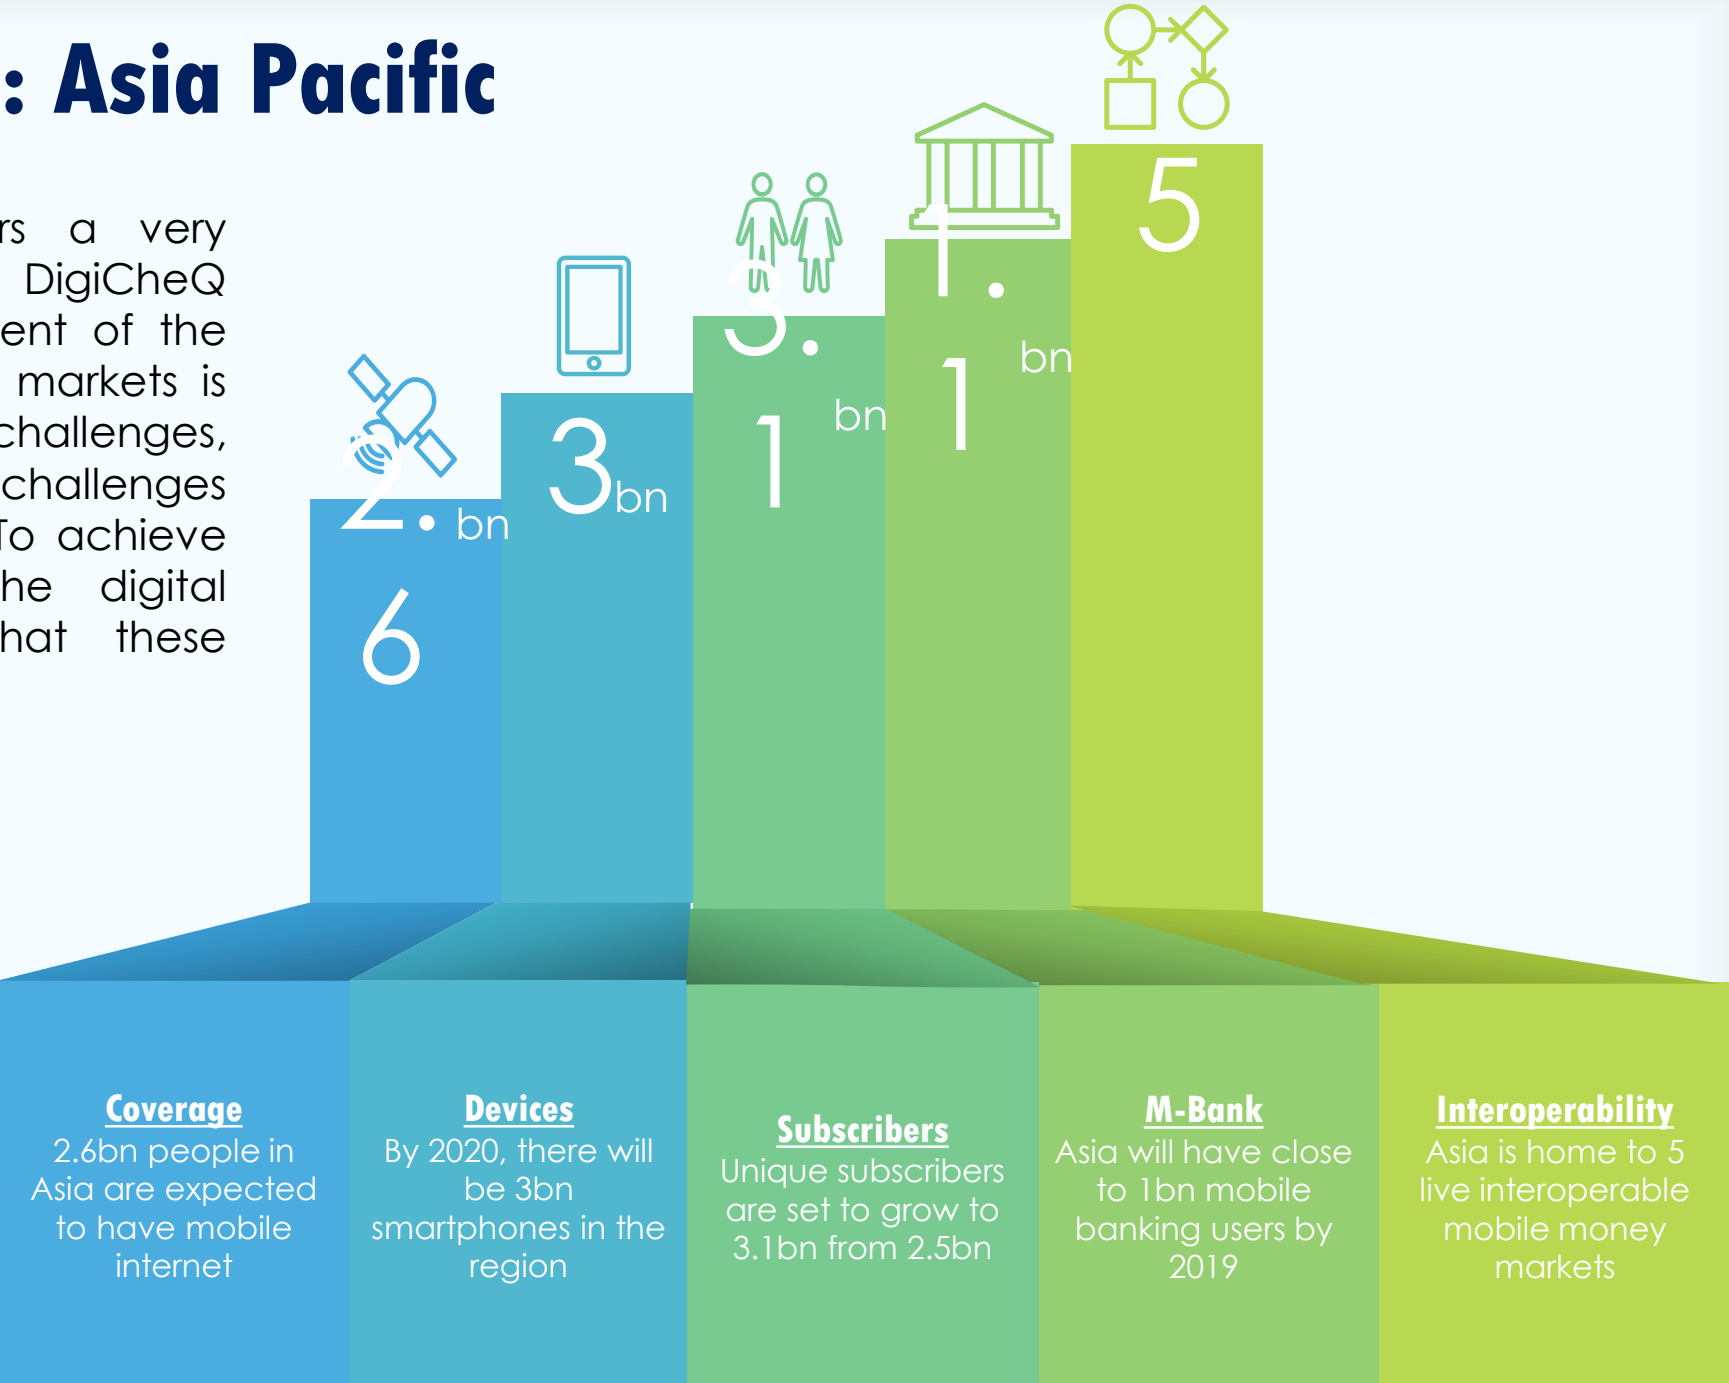 : Asia Pacific
rs a very
DigiCheQ
ent of the
markets is
challenges,
challenges
To achieve
he digital
hat these
2.
6
bn
3bn
3.
1
bn
1.
1
bn
5
Coverage
2.6bn people in
Asia are expected
to have mobile
internet
Devices
By 2020, there will
be 3bn
smartphones in the
region
Subscribers
Unique subscribers
are set to grow to
3.1bn from 2.5bn
M-Bank
Asia will have close
to 1bn mobile
banking users by
2019
Interoperability
Asia is home to 5
live interoperable
mobile money
markets